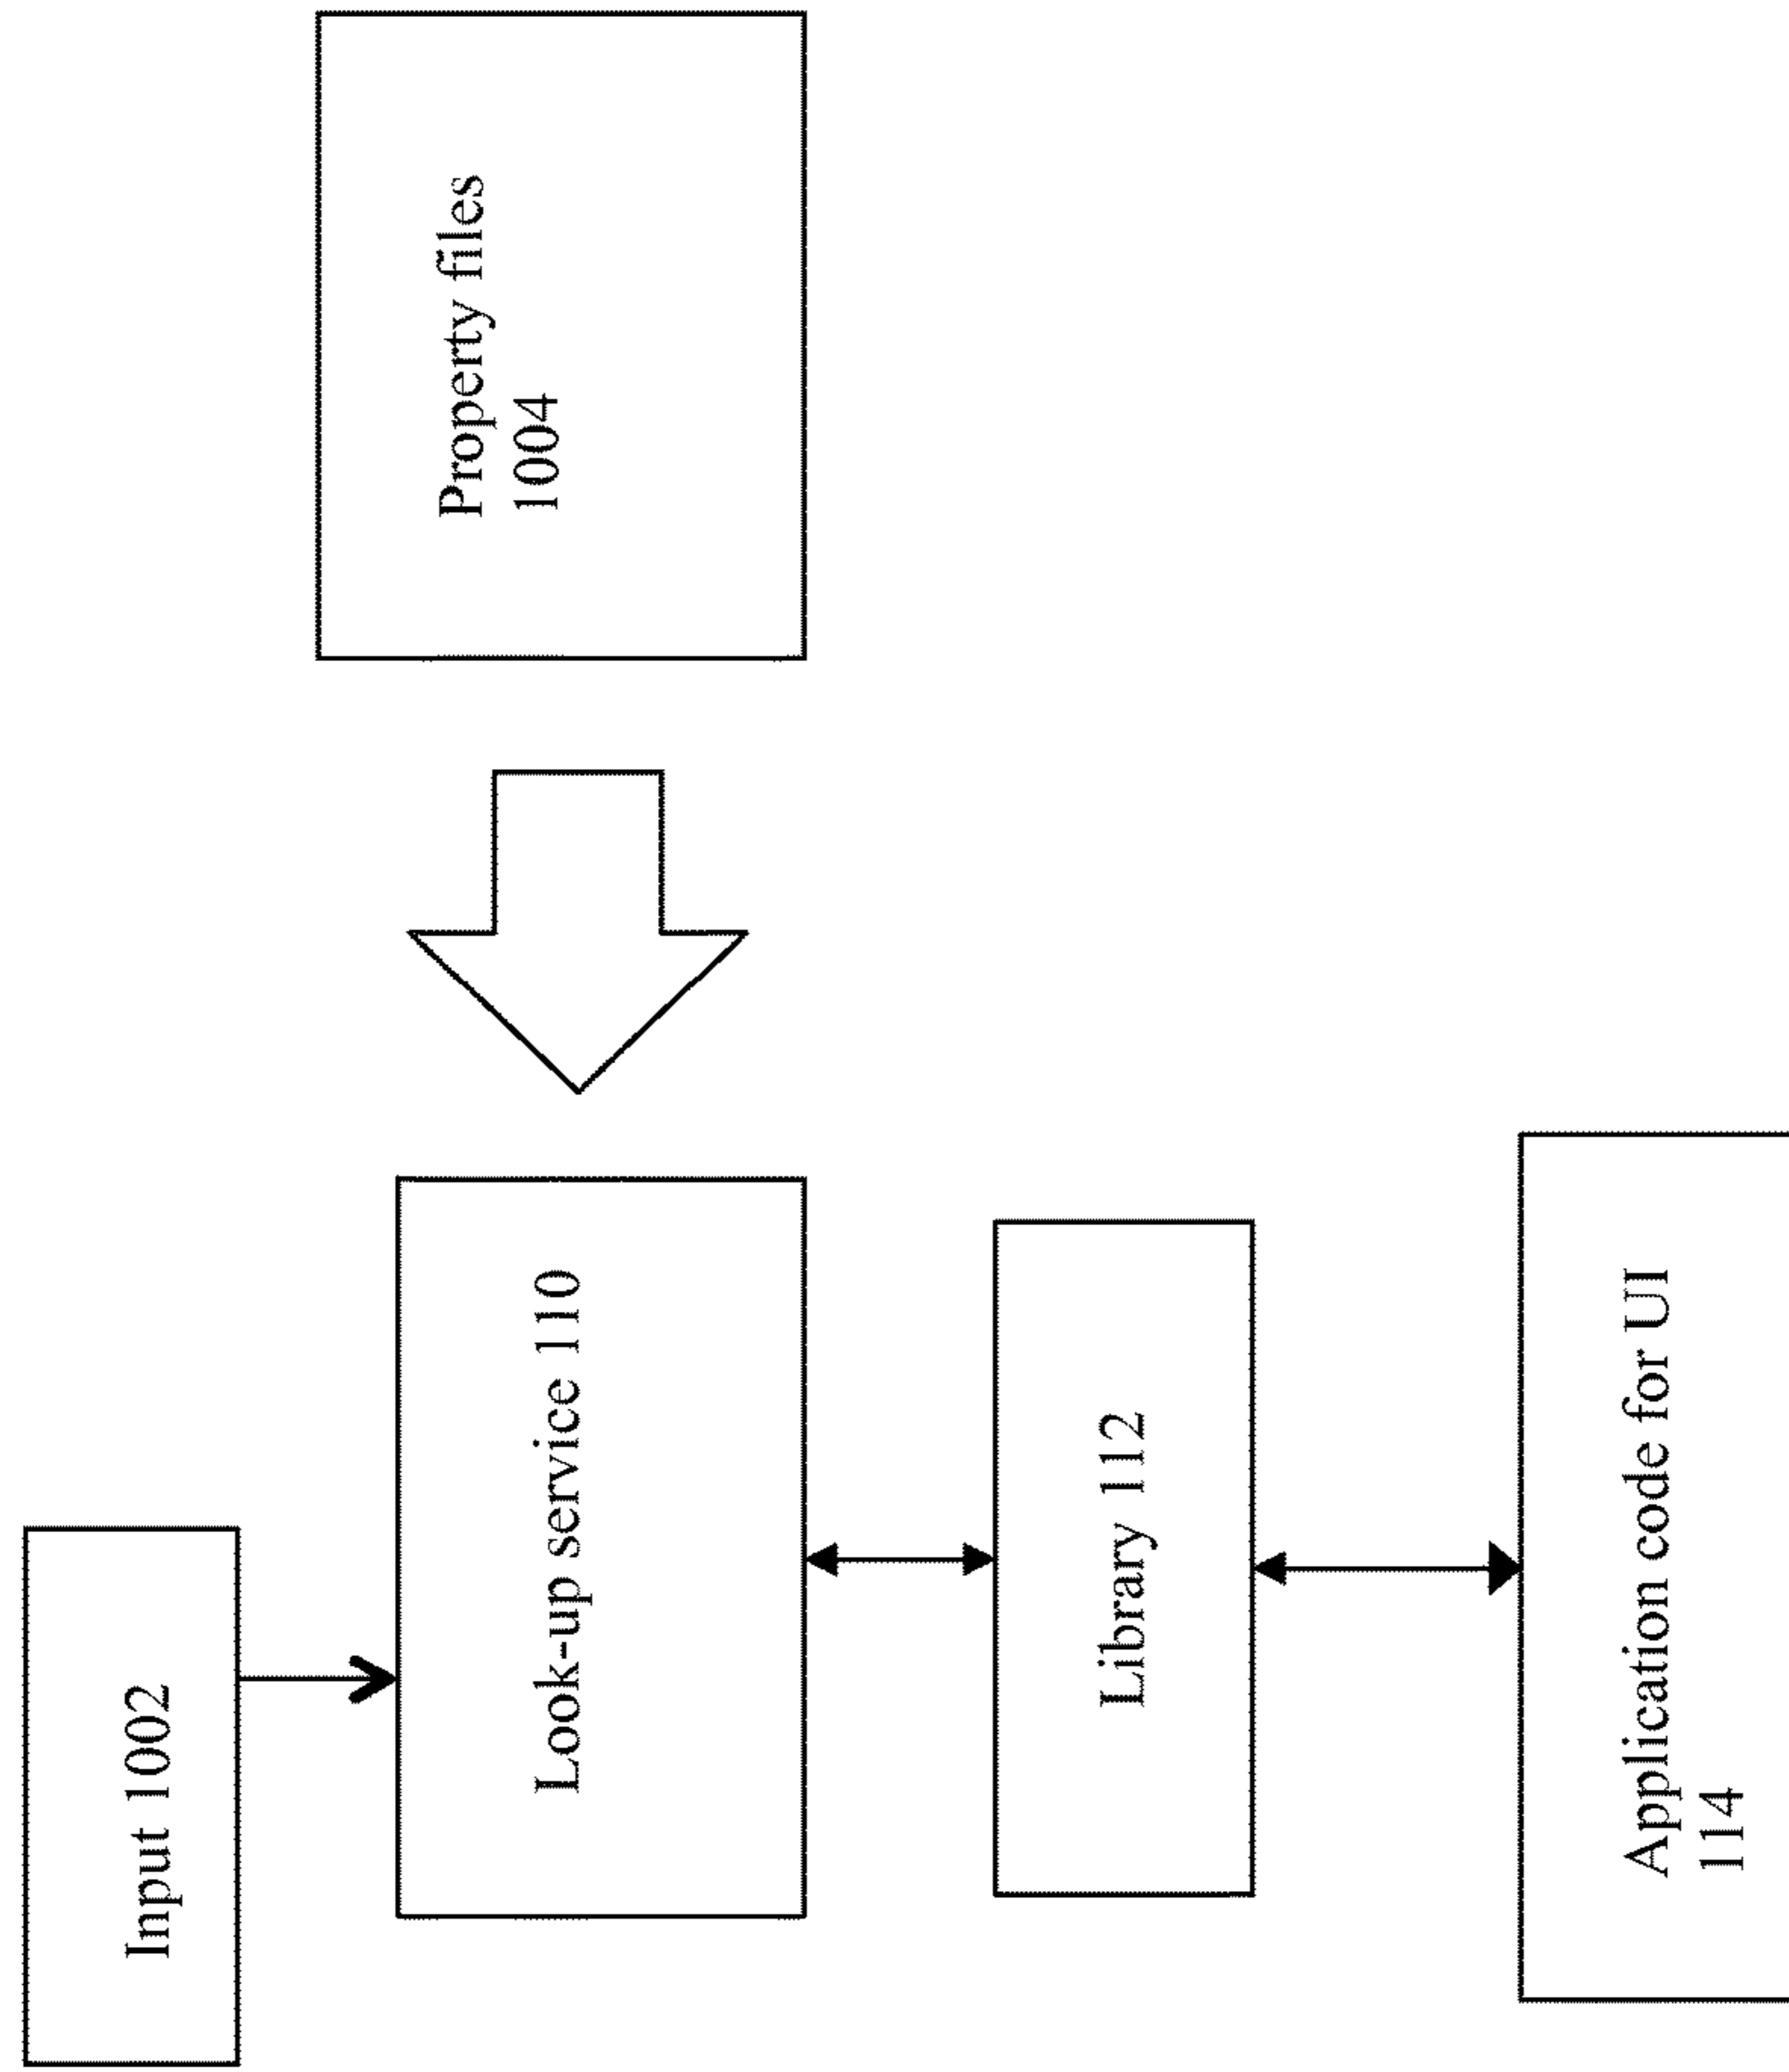 Input 1002
Look-up service 110
Property files
1004
Library 112
Application code for UI
114